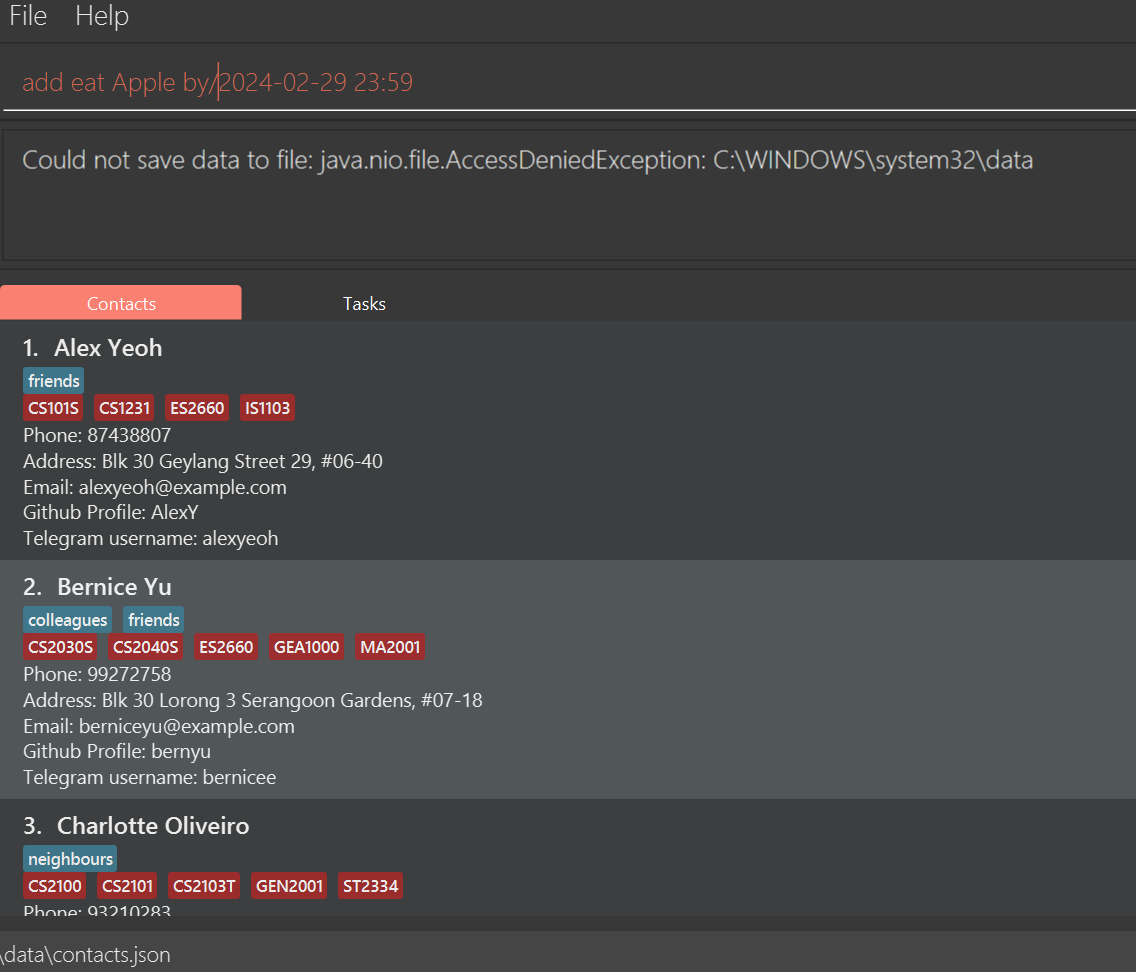 File Help
add eat Apple by/2024-02-29 23:59
Could not save data to file: java.nio.file.AccessDeniedException: C:\WINDOWS\system32\data
Contacts Tasks
1. Alex Yeoh
friends
CS101S CS1231 ES2660 IS1103
Phone: 87438807
Address: Blk 30 Geylang Street 29, #06-40
Email: alexyeoh@example.com
Github Profile: AlexY
Telegram username: alexyeoh
2. Bernice Yu
colleagues friends
CS2030S CS2040S ES2660 GEA1000 MA2001
Phone: 99272758
Address: Blk 30 Lorong 3 Serangoon Gardens, #07-18
Email: berniceyu@example.com
Github Profile: bernyu
Telegram username: bernicee
3. Charlotte Oliveiro
neighbours
CS2100 CS2101 CS2103T GEN2001 ST2334
Phone: 93210283
\data\contacts.json